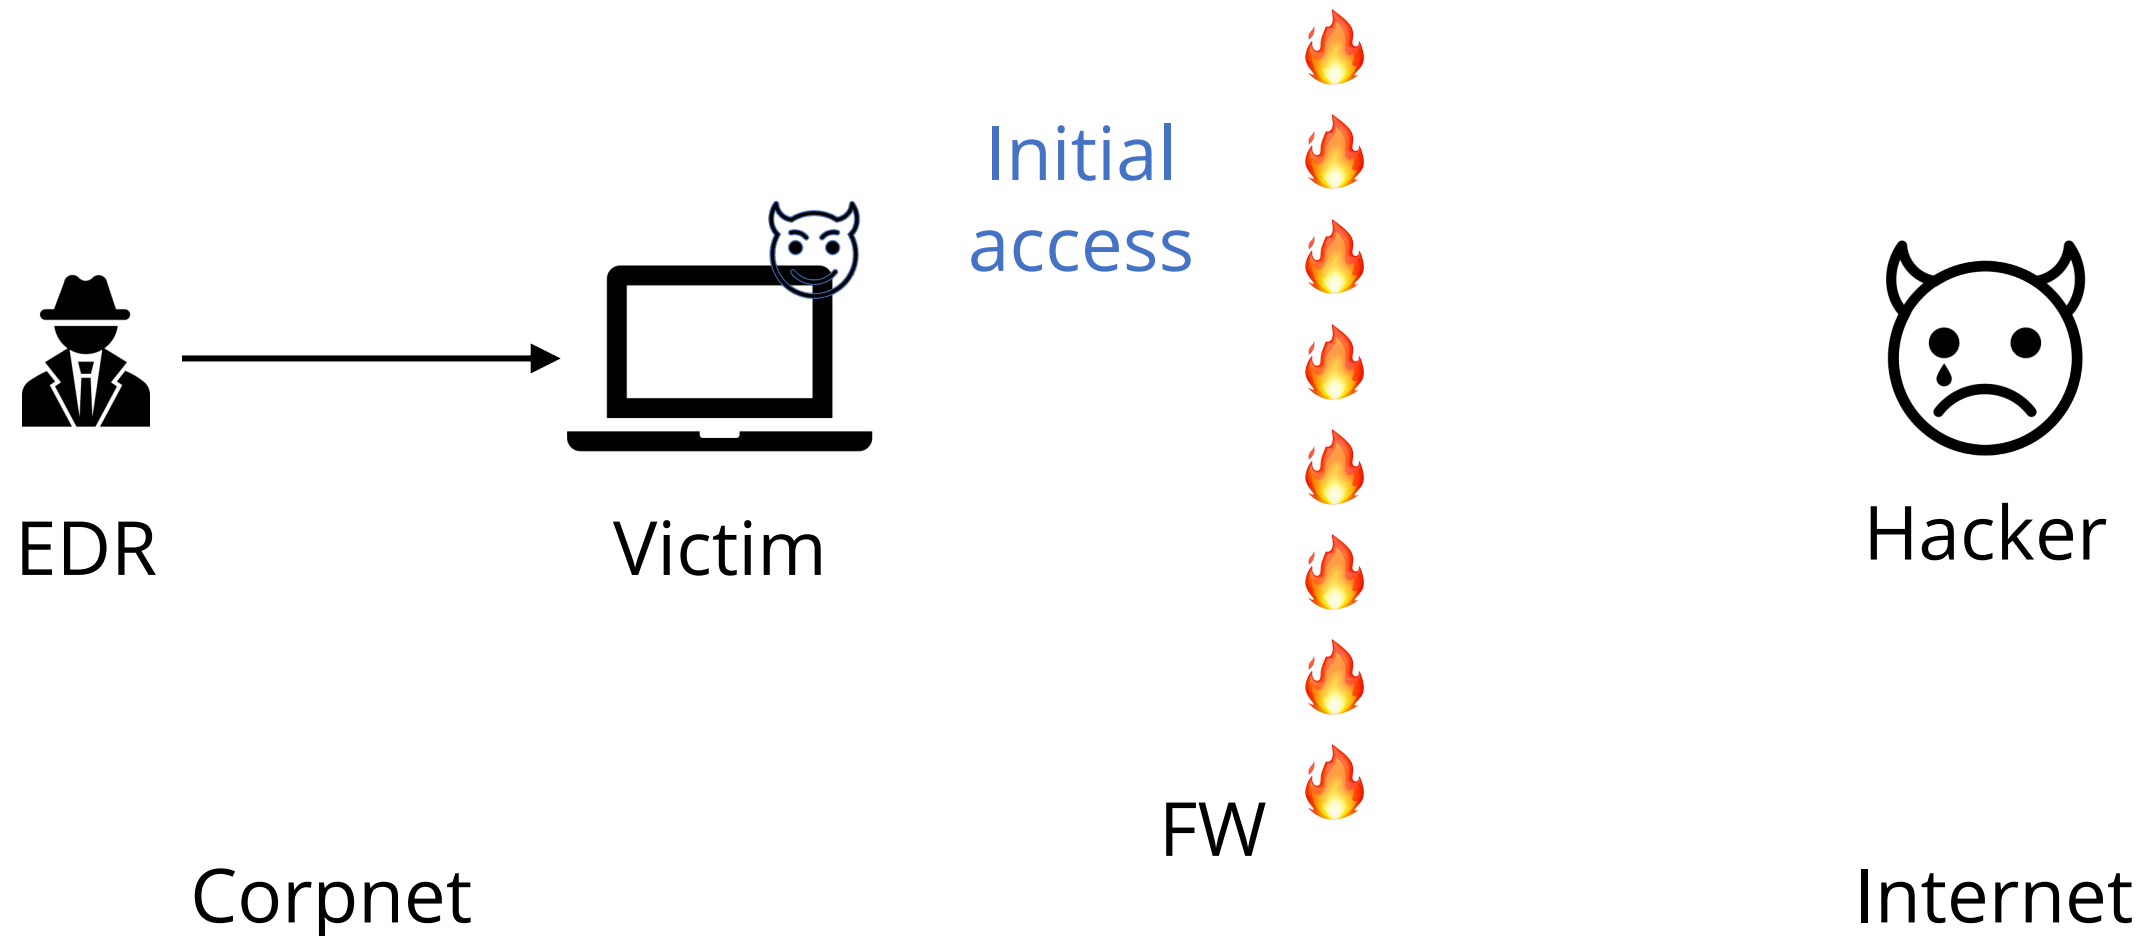 Initial
access
EDR
Victim
Hacker
FW
Corpnet
Internet